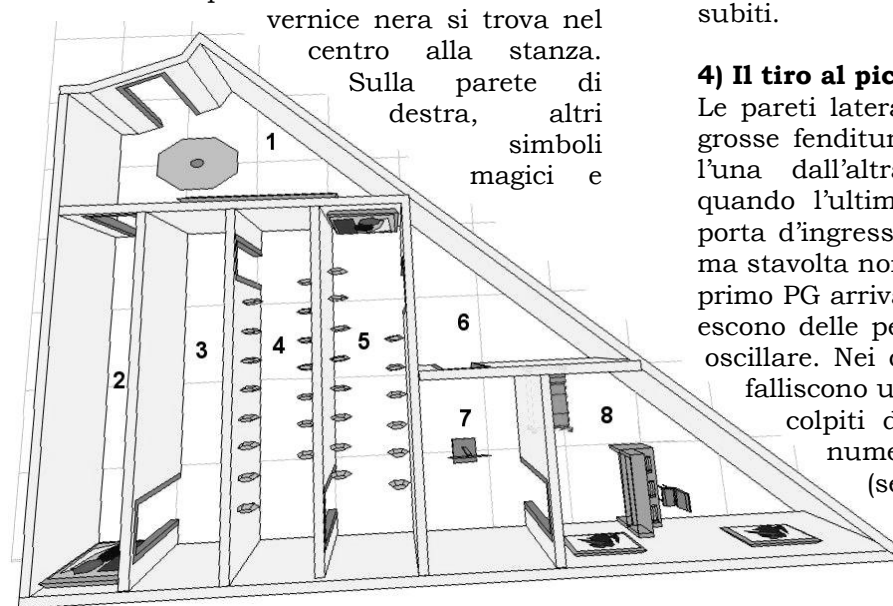 vernice nera si trova nel
centro alla stanza.
Sulla parete di
destra, altri
simboli
magici e
subiti.
4) Il tiro al pic
Le pareti latera
grosse fenditur
l'una dall'altra
quando l'ultim
porta d'ingress
ma stavolta nor
primo PG arriva
escono delle pe
oscillare. Nei c
falliscono u
colpiti d
nume
(se
1
2
3
4
5
6
7
8